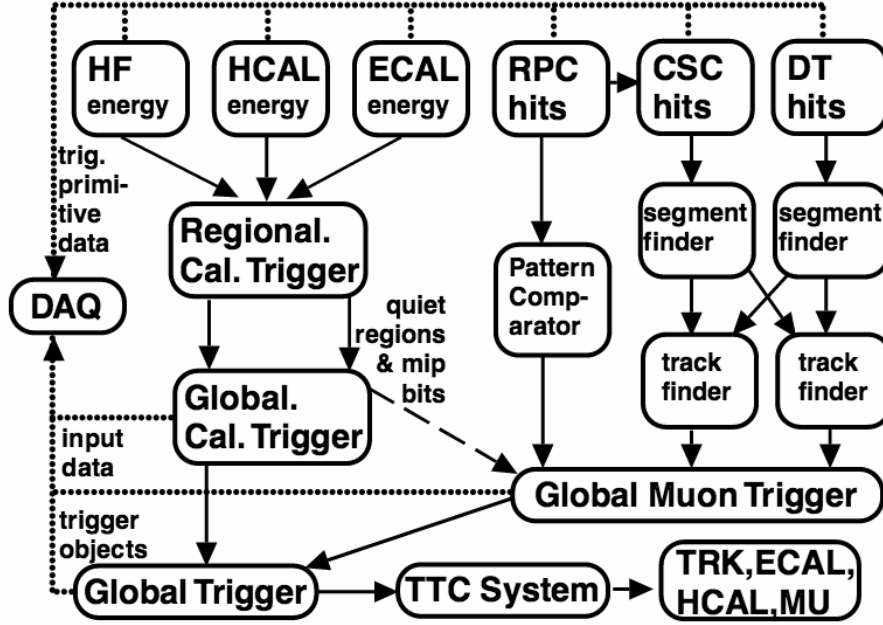 HF
energy
HCAL
energy
ECAL
energy
RPC
hits
CSC
hits
DT
hits
trig.
primi-
tive
data
Regional.
Cal. Trigger
segment
finder
segment
finder
Pattern
Comp-
arator
DAQ
quiet
regions
& mip
bits
track
finder
track
finder
Global.
Cal. Trigger
input
data
Global Muon Trigger
trigger
objects
Global Trigger
TTC System
TRK,ECAL,
HCAL,MU